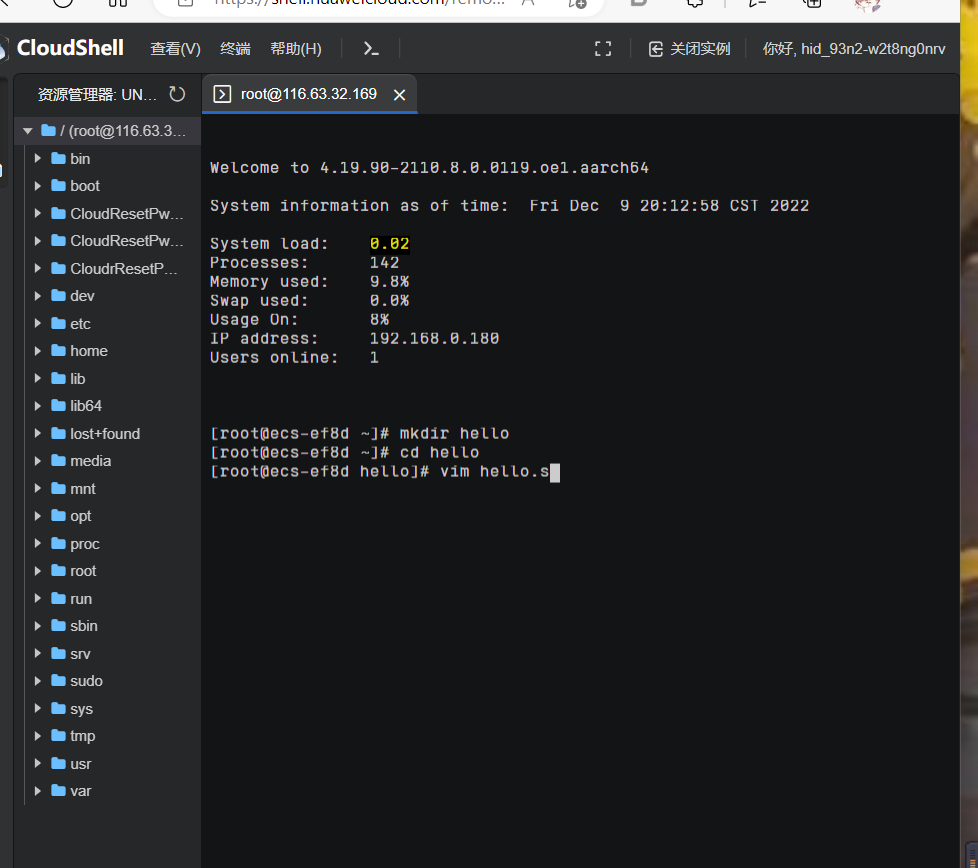 https://shell.huaweicloud.com/remo...
CloudShell 查看(V) 终端 帮助(H) 关闭实例 你好, hid_93n2-w2t8ng0nrv
资源管理器: UN... root@116.63.32.169
/ (root@116.63.3...
bin
boot
CloudResetPw...
CloudResetPw...
CloudrResetP...
dev
etc
home
lib
lib64
lost+found
media
mnt
opt
proc
root
run
sbin
srv
sudo
sys
tmp
usr
var
Welcome to 4.19.90-2110.8.0.0119.oe1.aarch64
System information as of time:  Fri Dec  9 20:12:58 CST 2022
System load:    0.02
Processes:      142
Memory used:    9.8%
Swap used:      0.0%
Usage On:       8%
IP address:     192.168.0.180
Users online:   1
[root@ecs-ef8d ~]# mkdir hello
[root@ecs-ef8d ~]# cd hello
[root@ecs-ef8d hello]# vim hello.s